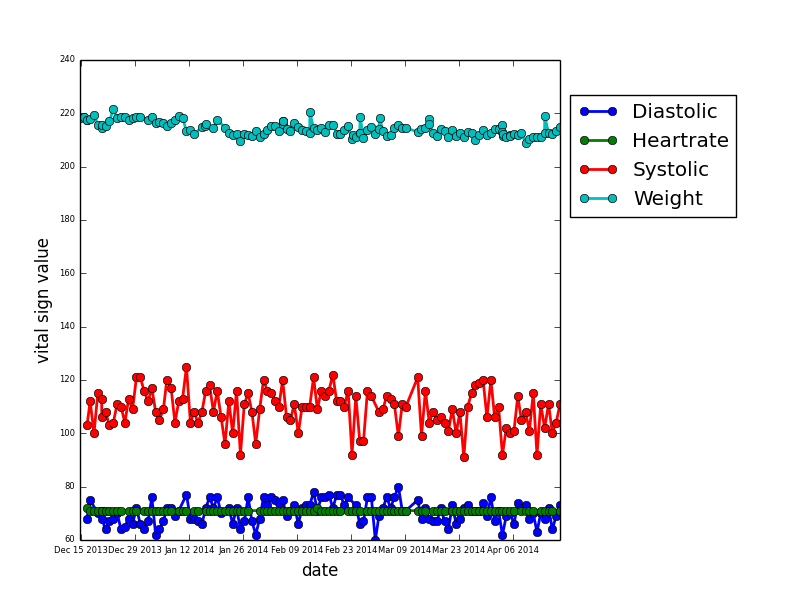 240
220
200
180
160
140
120
100
80
60
vital sign value
Dec 15 2013 Dec 29 2013 Jan 12 2014 Jan 26 2014 Feb 09 2014 Feb 23 2014 Mar 09 2014 Mar 23 2014 Apr 06 2014
date
Diastolic
Heartrate
Systolic
Weight